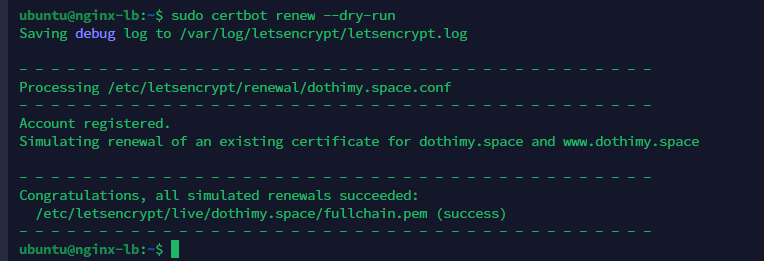 ubuntu@nginx-lb:~$ sudo certbot renew --dry-run
Saving debug log to /var/log/letsencrypt/letsencrypt.log
- - - - - - - - - - - - - - - - - - - - - - - - - - - - - - - - - - - - - - - -
Processing /etc/letsencrypt/renewal/dothimy.space.conf
- - - - - - - - - - - - - - - - - - - - - - - - - - - - - - - - - - - - - - - -
Account registered.
Simulating renewal of an existing certificate for dothimy.space and www.dothimy.space
- - - - - - - - - - - - - - - - - - - - - - - - - - - - - - - - - - - - - - - -
Congratulations, all simulated renewals succeeded:
  /etc/letsencrypt/live/dothimy.space/fullchain.pem (success)
- - - - - - - - - - - - - - - - - - - - - - - - - - - - - - - - - - - - - - - -
ubuntu@nginx-lb:~$